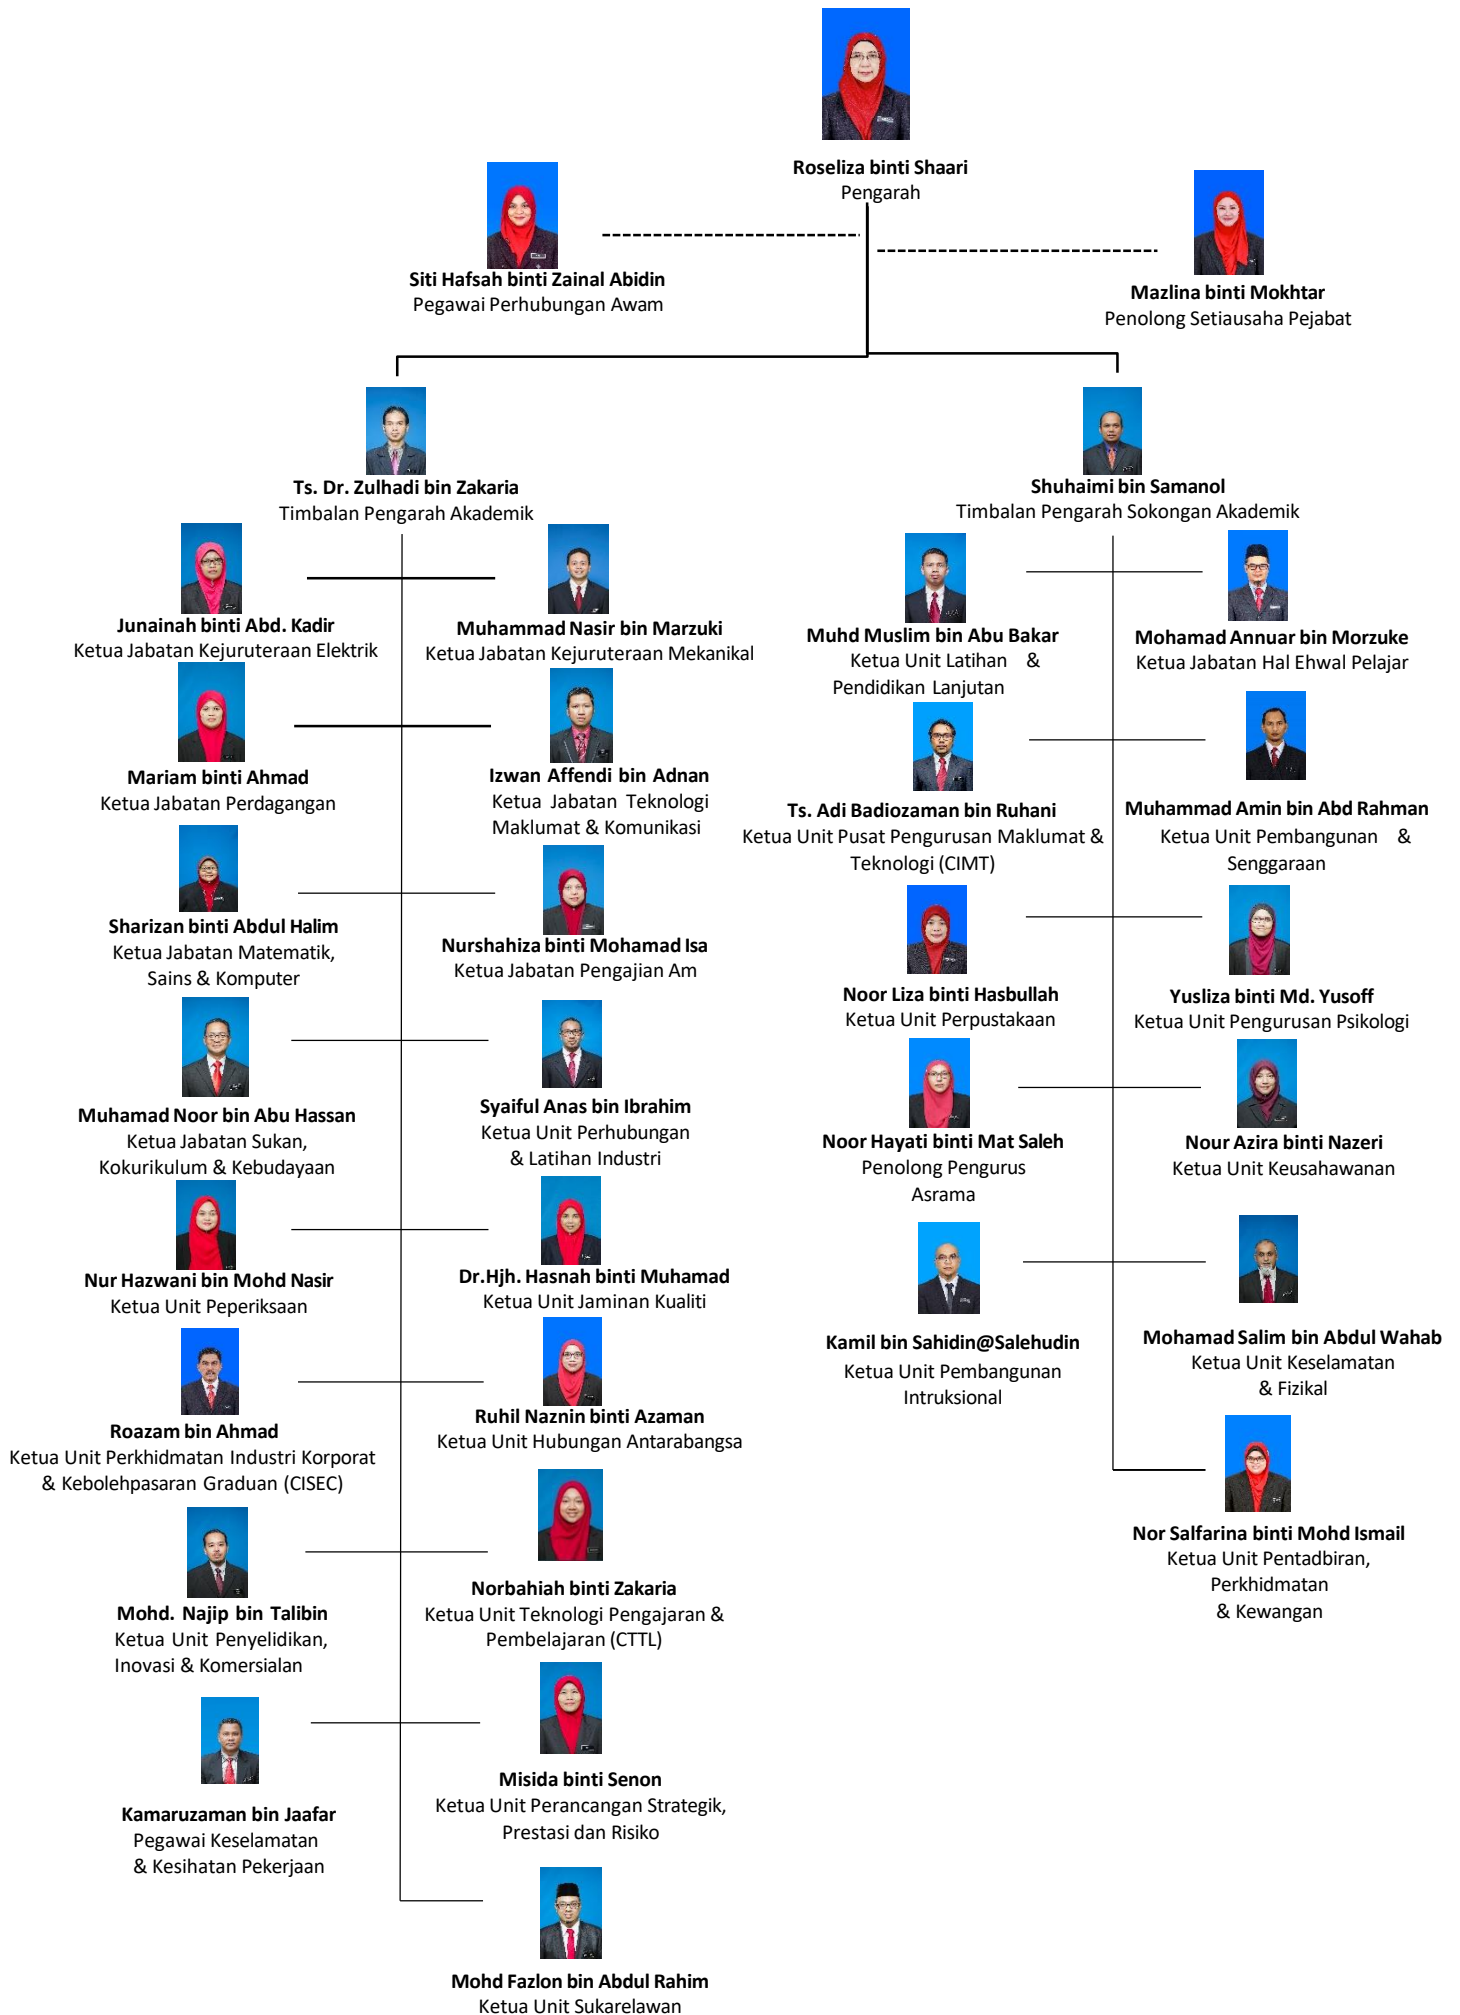 Roseliza binti Shaari
Pengarah
Siti Hafsah binti Zainal Abidin
Pegawai Perhubungan Awam
Mazlina binti Mokhtar
Penolong Setiausaha Pejabat
Ts. Dr. Zulhadi bin Zakaria
Timbalan Pengarah Akademik
Shuhaimi bin Samanol
Timbalan Pengarah Sokongan Akademik
Junainah binti Abd. Kadir
Ketua Jabatan Kejuruteraan Elektrik
Muhammad Nasir bin Marzuki
Ketua Jabatan Kejuruteraan Mekanikal
Mariam binti Ahmad
Ketua Jabatan Perdagangan
Izwan Affendi bin Adnan
Ketua Jabatan Teknologi
Maklumat & Komunikasi
Sharizan binti Abdul Halim
Ketua Jabatan Matematik,
Sains & Komputer
Nurshahiza binti Mohamad Isa
Ketua Jabatan Pengajian Am
Muhamad Noor bin Abu Hassan
Ketua Jabatan Sukan,
Kokurikulum & Kebudayaan
Syaiful Anas bin Ibrahim
Ketua Unit Perhubungan
& Latihan Industri
Nur Hazwani bin Mohd Nasir
Ketua Unit Peperiksaan
Dr.Hjh. Hasnah binti Muhamad
Ketua Unit Jaminan Kualiti
Roazam bin Ahmad
Ketua Unit Perkhidmatan Industri Korporat
& Kebolehpasaran Graduan (CISEC)
Ruhil Naznin binti Azaman
Ketua Unit Hubungan Antarabangsa
Mohd. Najip bin Talibin
Ketua Unit Penyelidikan,
Inovasi & Komersialan
Norbahiah binti Zakaria
Ketua Unit Teknologi Pengajaran &
Pembelajaran (CTTL)
Kamaruzaman bin Jaafar
Pegawai Keselamatan
& Kesihatan Pekerjaan
Misida binti Senon
Ketua Unit Perancangan Strategik,
Prestasi dan Risiko
Mohd Fazlon bin Abdul Rahim
Ketua Unit Sukarelawan
Muhd Muslim bin Abu Bakar
Ketua Unit Latihan &
Pendidikan Lanjutan
Mohamad Annuar bin Morzuke
Ketua Jabatan Hal Ehwal Pelajar
Ts. Adi Badiozaman bin Ruhani
Ketua Unit Pusat Pengurusan Maklumat &
Teknologi (CIMT)
Muhammad Amin bin Abd Rahman
Ketua Unit Pembangunan &
Senggaraan
Noor Liza binti Hasbullah
Ketua Unit Perpustakaan
Yusliza binti Md. Yusoff
Ketua Unit Pengurusan Psikologi
Noor Hayati binti Mat Saleh
Penolong Pengurus
Asrama
Nour Azira binti Nazeri
Ketua Unit Keusahawanan
Kamil bin Sahidin@Salehudin
Ketua Unit Pembangunan
Intruksional
Mohamad Salim bin Abdul Wahab
Ketua Unit Keselamatan
& Fizikal
Nor Salfarina binti Mohd Ismail
Ketua Unit Pentadbiran,
Perkhidmatan
& Kewangan